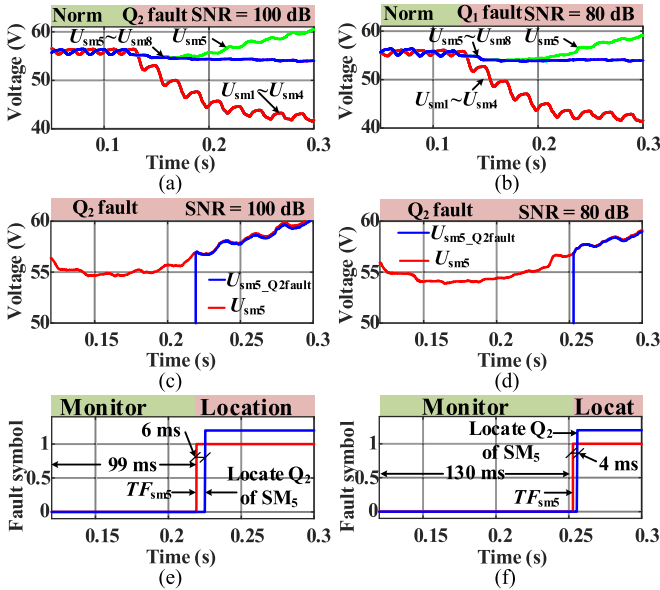 Norm Q2 fault SNR = 100 dB
60
50
40
Voltage (V)
Usm5~Usm8
Usm5
Usm1~Usm4
0.1 0.2 0.3
Time (s)
(a)
Norm Q1 fault SNR = 80 dB
60
50
40
Voltage (V)
Usm5~Usm8
Usm5
Usm1~Usm4
0.1 0.2 0.3
Time (s)
(b)
Q2 fault SNR = 100 dB
60
55
50
Voltage (V)
Usm5_Q2fault
Usm5
0.15 0.2 0.25 0.3
Time (s)
(c)
Q2 fault SNR = 80 dB
60
55
50
Voltage (V)
Usm5_Q2fault
Usm5
0.15 0.2 0.25 0.3
Time (s)
(d)
Monitor Location
1
0.5
0
Fault symbol
6 ms
99 ms
TFsm5
Locate Q2
of SM5
0.15 0.2 0.25 0.3
Time (s)
(e)
Monitor Locat
1
0.5
0
Fault symbol
Locate Q2
of SM5
130 ms
4 ms
TFsm5
0.15 0.2 0.25 0.3
Time (s)
(f)